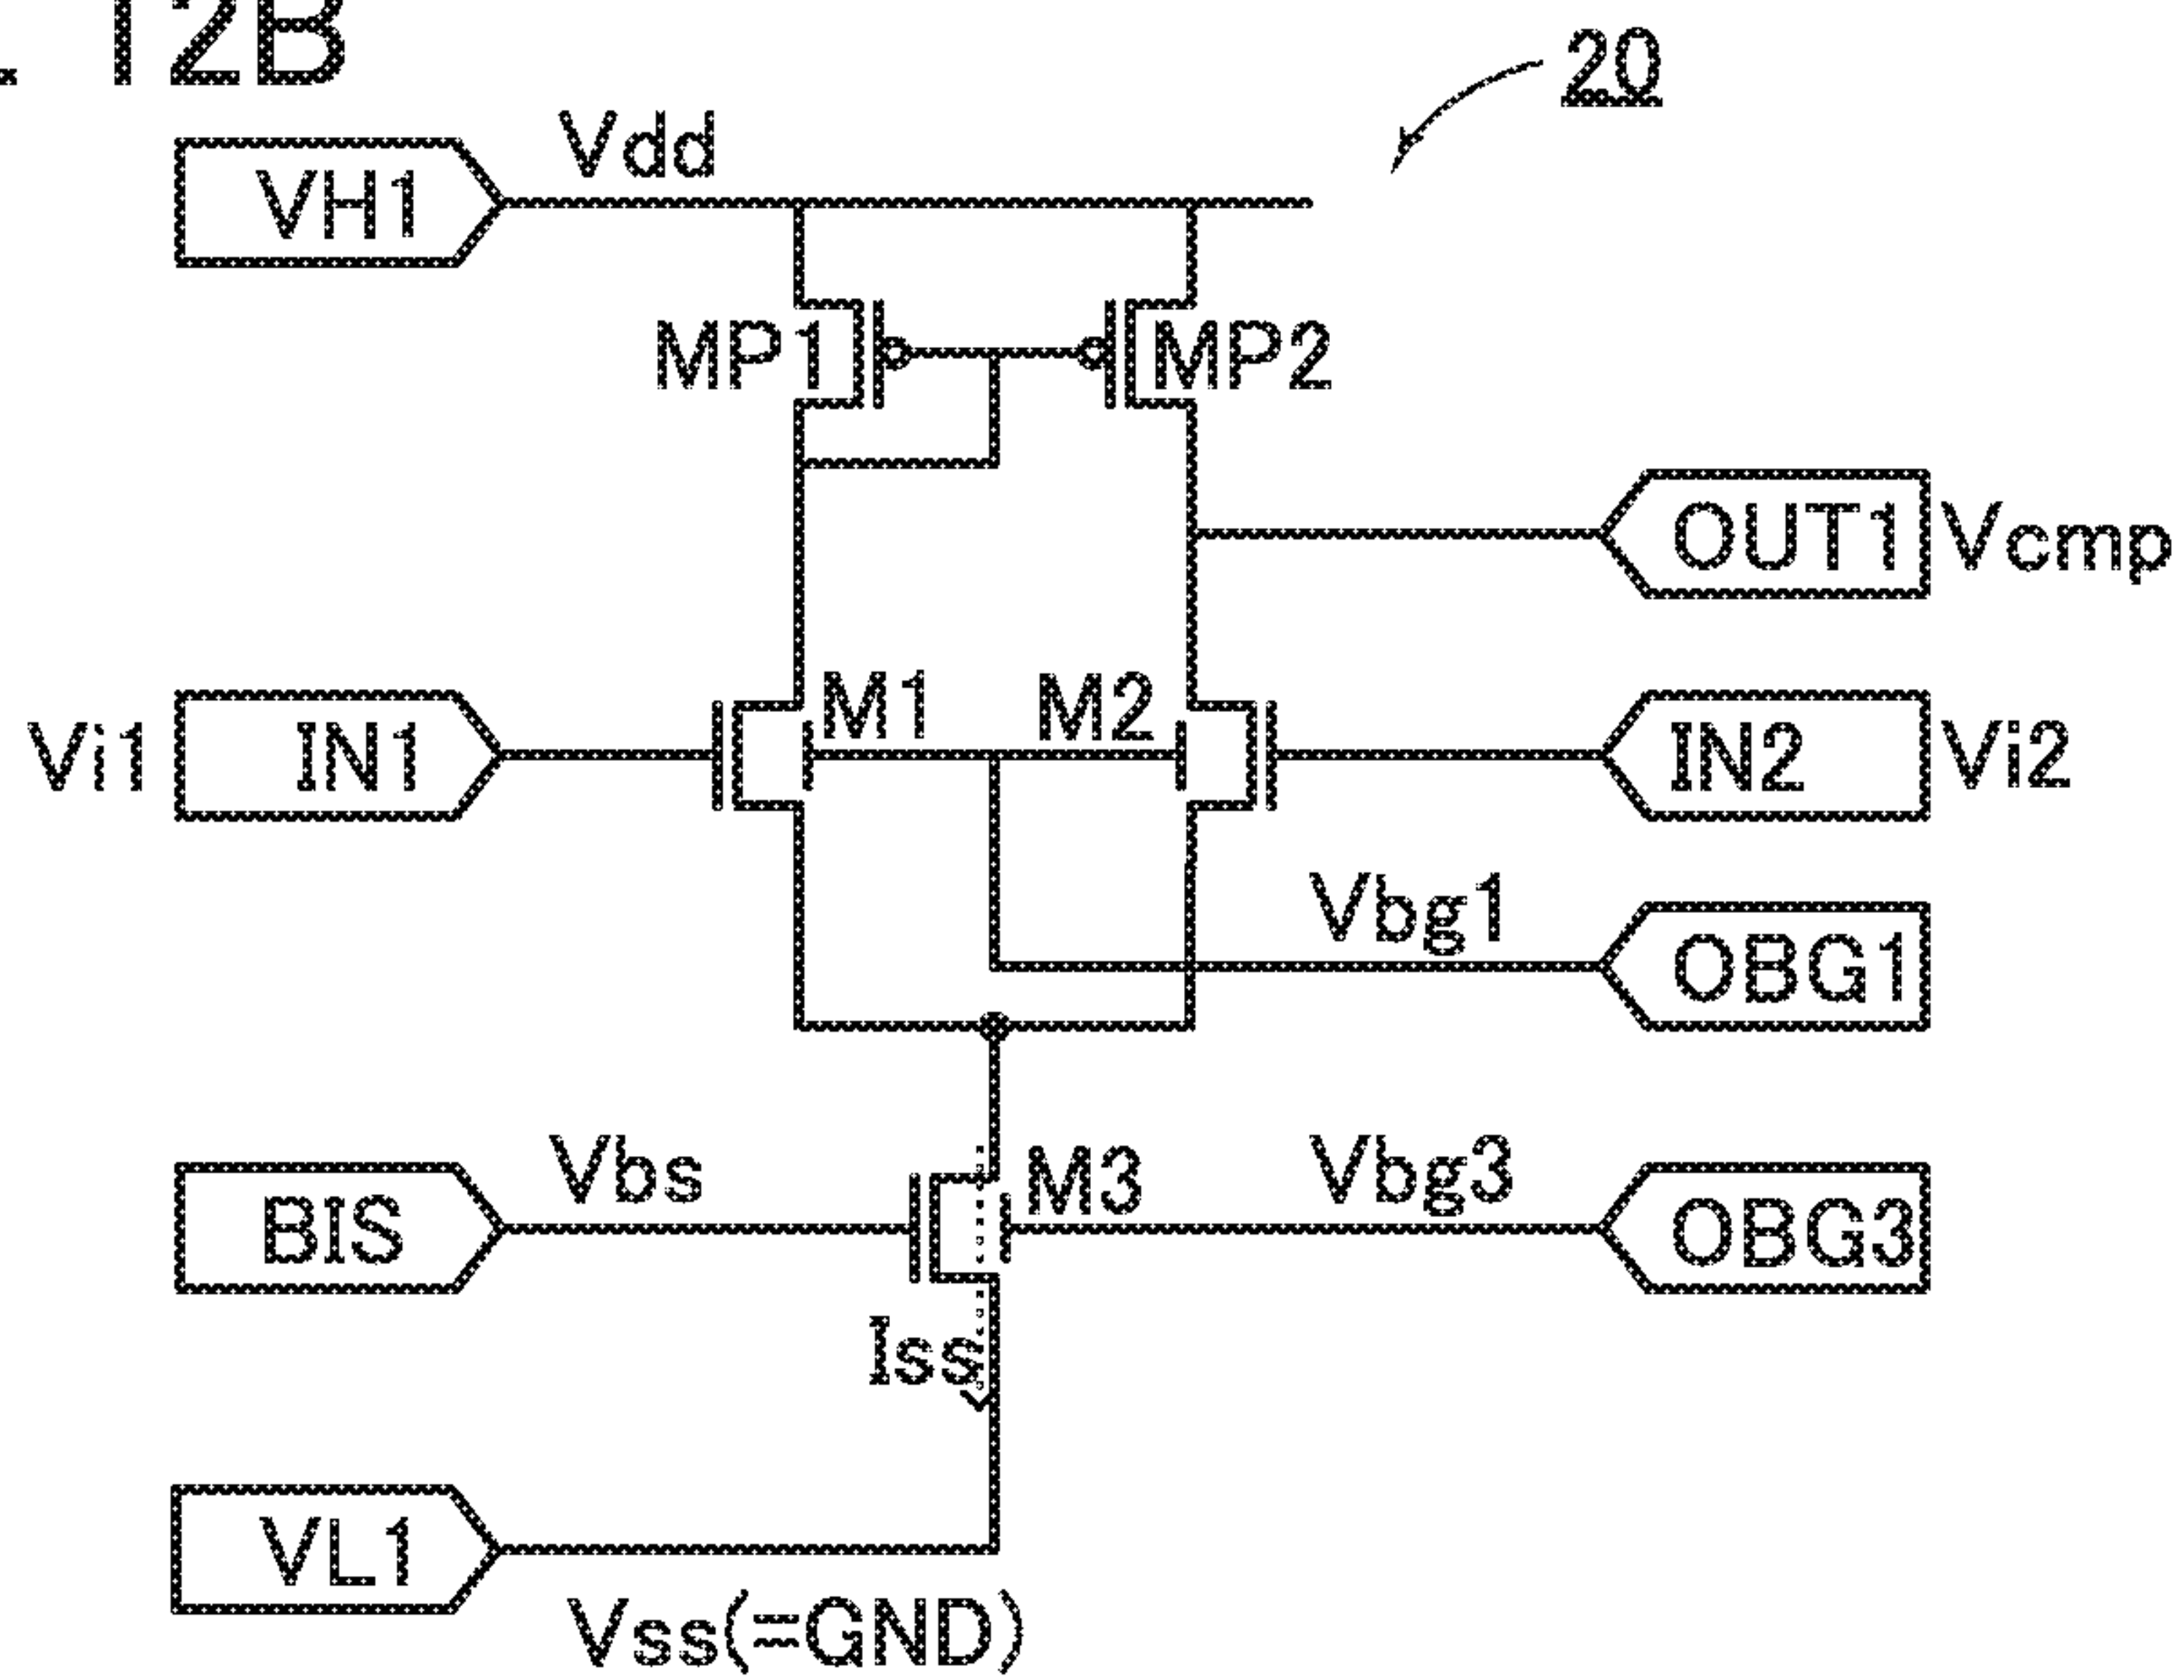 12B
20
Vdd
VH1
MP1
MP2
OUT1
Vcmp
M1
M2
Vi1
IN1
IN2
Vi2
Vbg1
OBG1
Vbs
M3
Vbg3
BIS
OBG3
Iss
VL1
Vss(=GND)